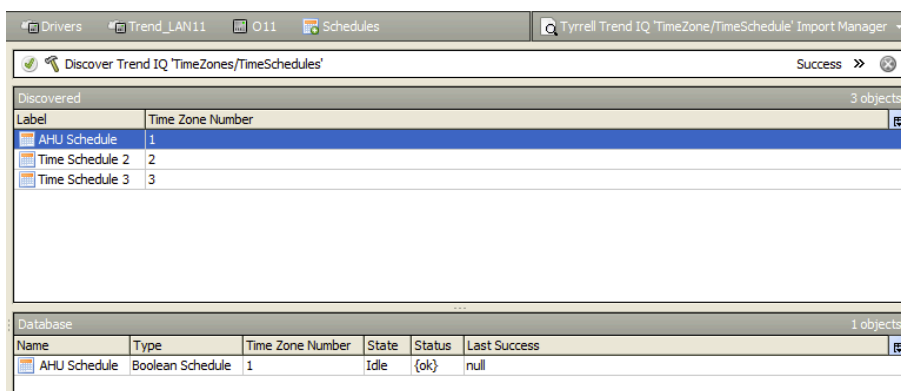 Drivers Trend_LAN11 O11 Schedules Tyrrell Trend IQ 'TimeZone/TimeSchedule' Import Manager
Discover Trend IQ 'TimeZones/TimeSchedules' Success »
Discovered 3 objects
Label Time Zone Number
AHU Schedule 1
Time Schedule 2 2
Time Schedule 3 3
Database 1 objects
Name Type Time Zone Number State Status Last Success
AHU Schedule Boolean Schedule 1 Idle {ok} null